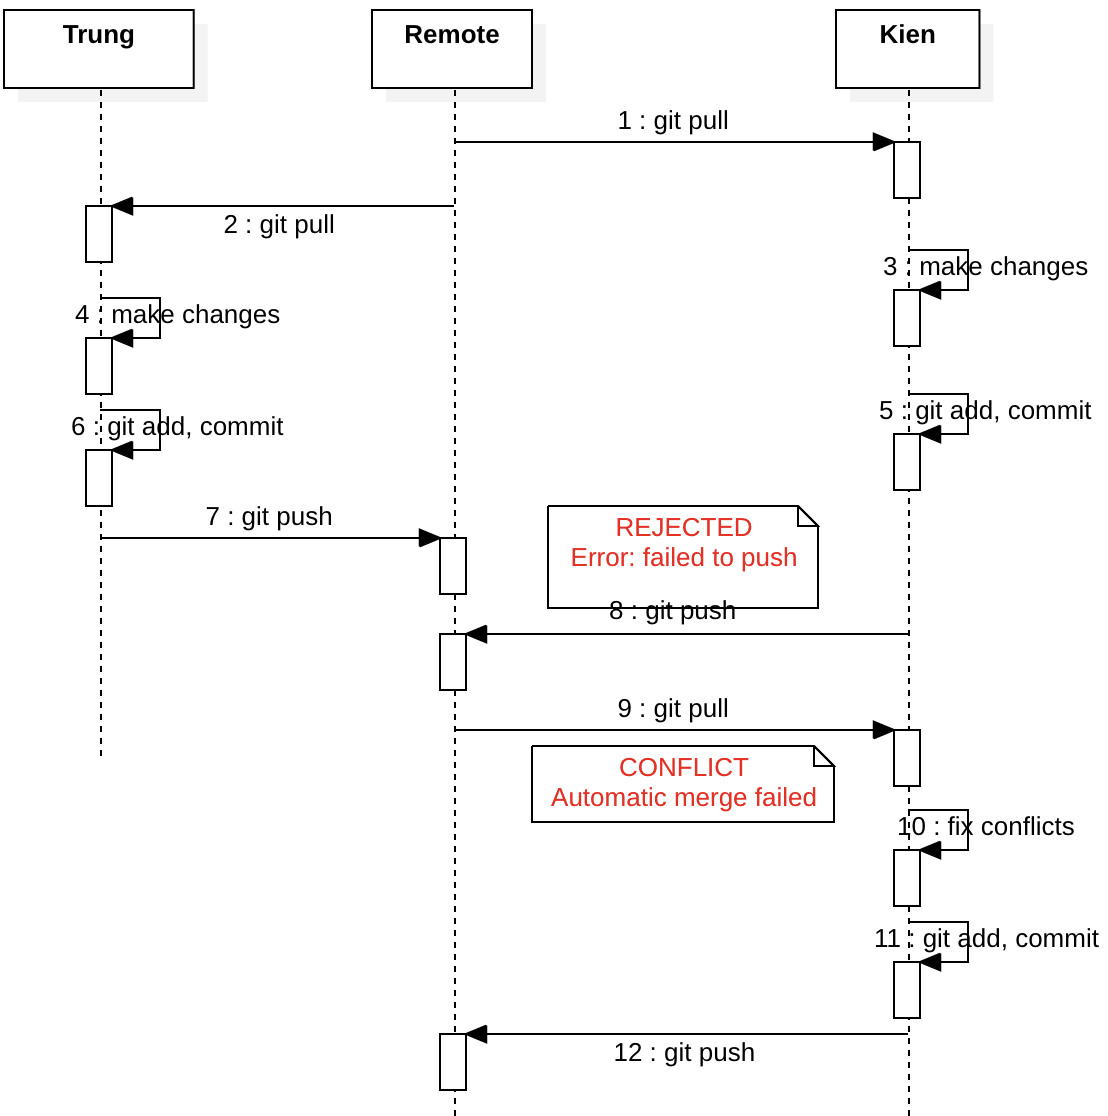 Trung
Remote
Kien
1 : git pull
2 : git pull
3 : make changes
4 : make changes
5 : git add, commit
6 : git add, commit
7 : git push
REJECTED
Error: failed to push
8 : git push
9 : git pull
CONFLICT
Automatic merge failed
10 : fix conflicts
11 : git add, commit
12 : git push